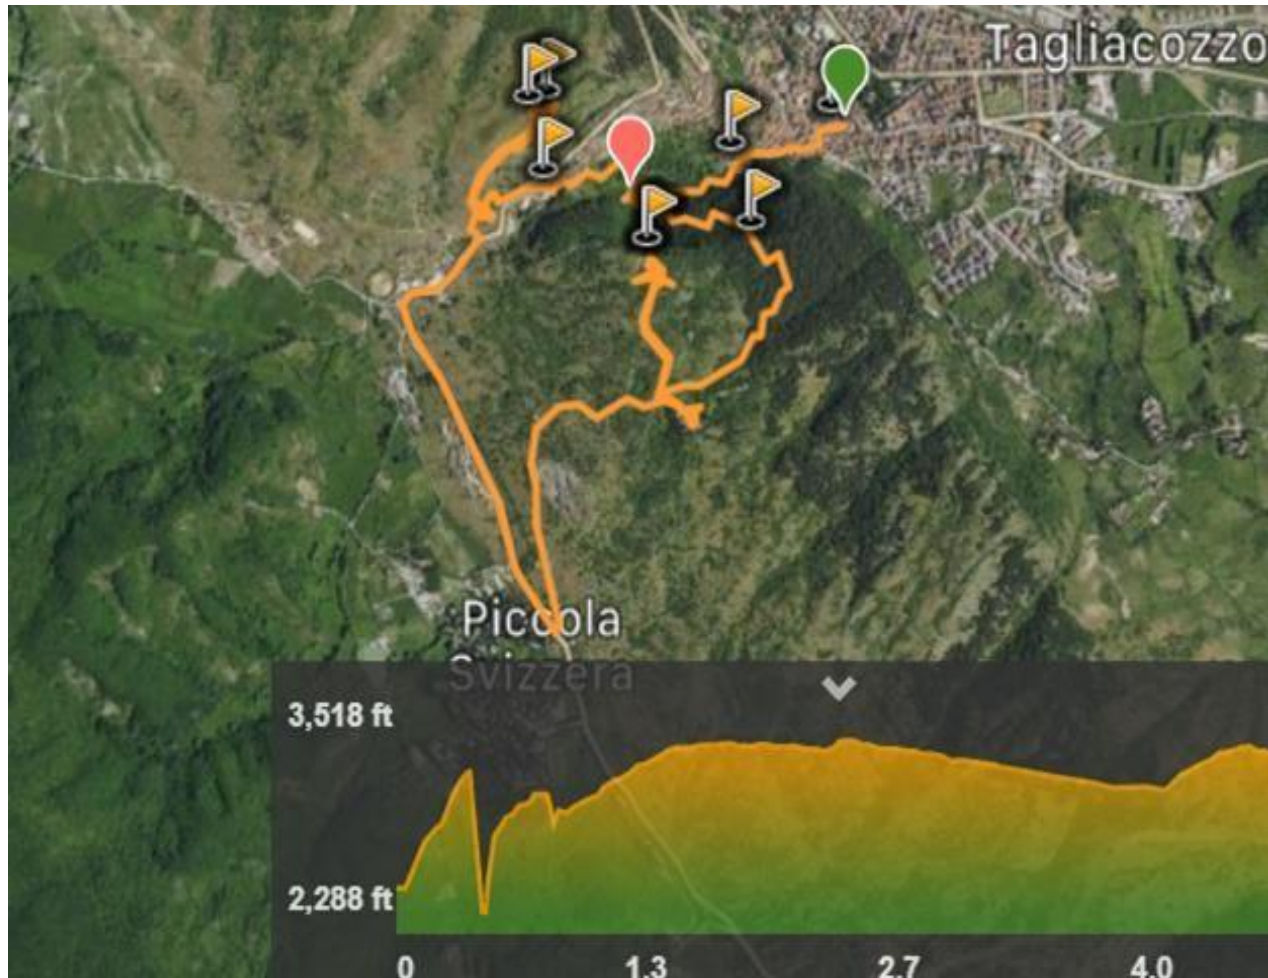 Tagliacozzo
Piccola
Svizzera
3,518 ft
2,288 ft
0 1.3 2.7 4.0